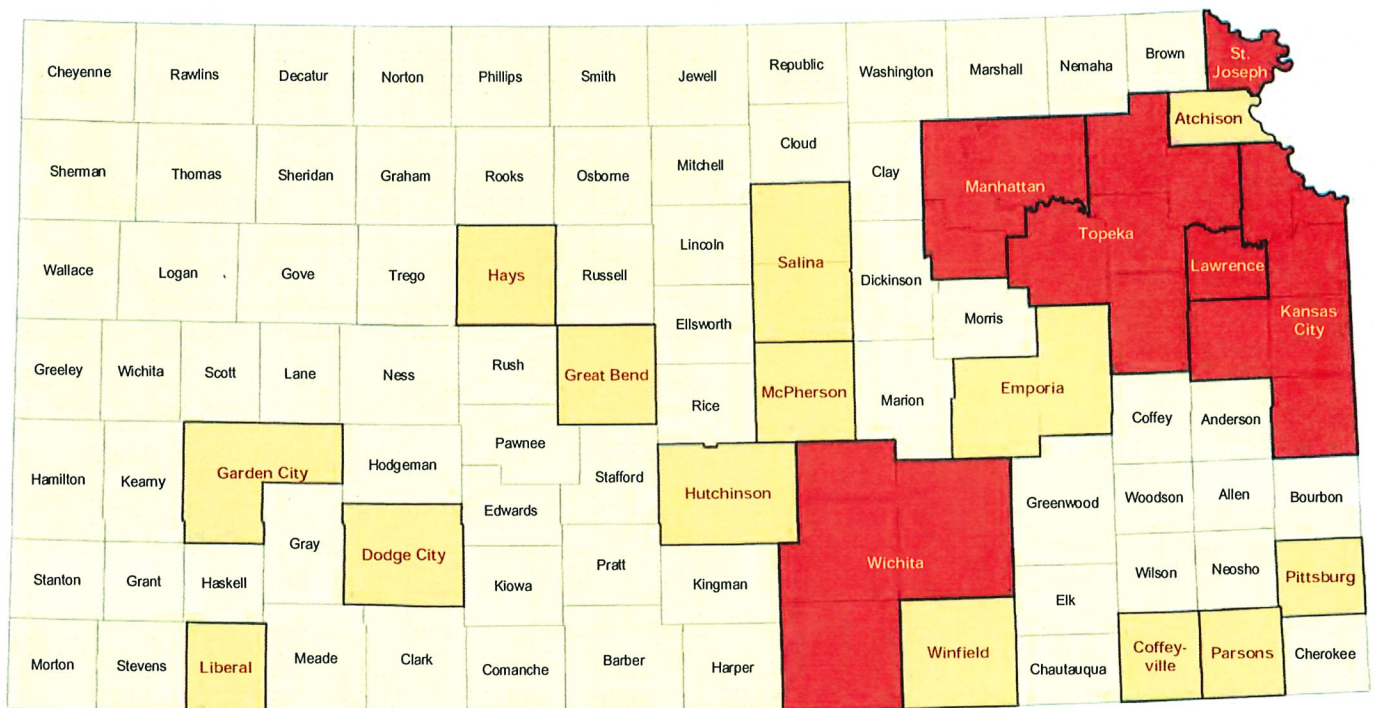 Cheyenne
Rawlins
Decatur
Norton
Phillips
Smith
Jewell
Republic
Washington
Marshall
Nemaha
Brown
St.
Joseph
Atchison
Cloud
Sherman
Thomas
Sheridan
Graham
Rooks
Osborne
Mitchell
Clay
Manhattan
Topeka
Lincoln
Wallace
Logan
Gove
Trego
Hays
Russell
Salina
Dickinson
Lawrence
Ellsworth
Morris
Kansas
City
Greeley
Wichita
Scott
Lane
Ness
Rush
Great Bend
Rice
McPherson
Marion
Emporia
Coffey
Anderson
Hamilton
Kearny
Garden City
Hodgeman
Pawnee
Stafford
Hutchinson
Greenwood
Woodson
Allen
Bourbon
Edwards
Gray
Dodge City
Stanton
Grant
Haskell
Kiowa
Pratt
Kingman
Wichita
Elk
Wilson
Neosho
Pittsburg
Morton
Stevens
Liberal
Meade
Clark
Comanche
Barber
Harper
Winfield
Chautauqua
Coffey-
ville
Parsons
Cherokee